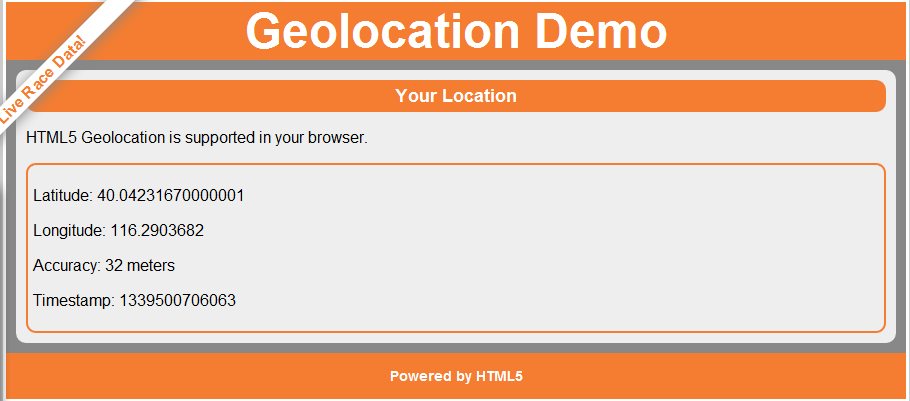 Geolocation Demo
Live Race Data!
Your Location
HTML5 Geolocation is supported in your browser.
Latitude: 40.04231670000001
Longitude: 116.2903682
Accuracy: 32 meters
Timestamp: 1339500706063
Powered by HTML5